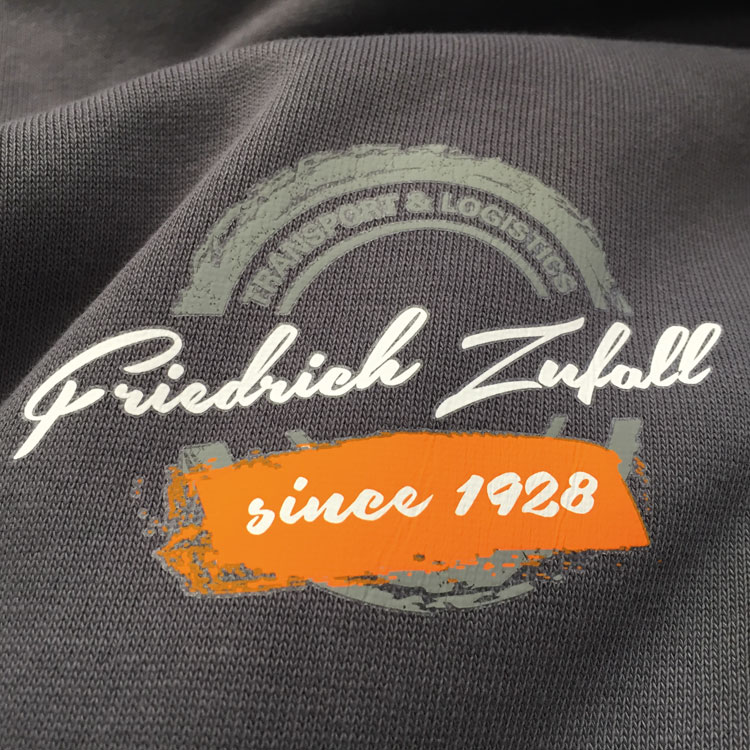 TRANSPORT & LOGISTICS
Friedrich Zufall
since 1928